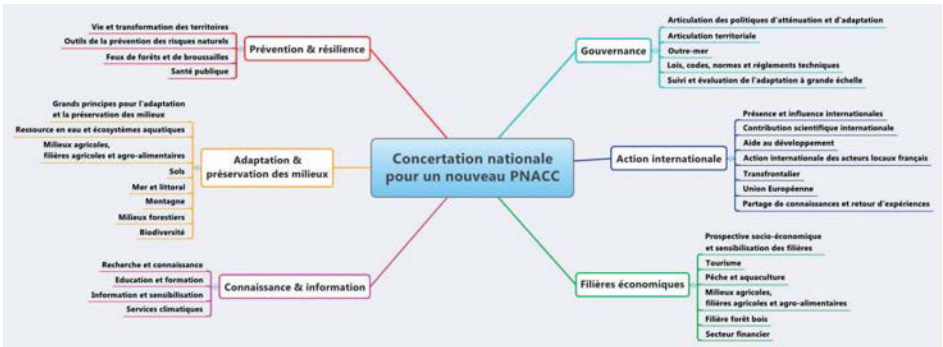 Concertation nationale
pour un nouveau PNACC
Prévention & résilience
Vie et transformation des territoires
Outils de la prévention des risques naturels
Feux de forêts et de broussailles
Santé publique
Adaptation &
préservation des milieux
Grands principes pour l'adaptation
et la préservation des milieux
Ressource en eau et écosystèmes aquatiques
Milieux agricoles,
filières agricoles et agro-alimentaires
Sols
Mer et littoral
Montagne
Milieux forestiers
Biodiversité
Connaissance & information
Recherche et connaissance
Education et formation
Information et sensibilisation
Services climatiques
Gouvernance
Articulation des politiques d'atténuation et d'adaptation
Articulation territoriale
Outre-mer
Lois, codes, normes et réglements techniques
Suivi et évaluation de l'adaptation à grande échelle
Action internationale
Présence et influence internationales
Contribution scientifique internationale
Aide au développement
Action internationale des acteurs locaux français
Transfrontalier
Union Européenne
Partage de connaissances et retour d'expériences
Filières économiques
Prospective socio-économique
et sensibilisation des filières
Tourisme
Pêche et aquaculture
Milieux agricoles,
filières agricoles et agro-alimentaires
Filière forêt bois
Secteur financier